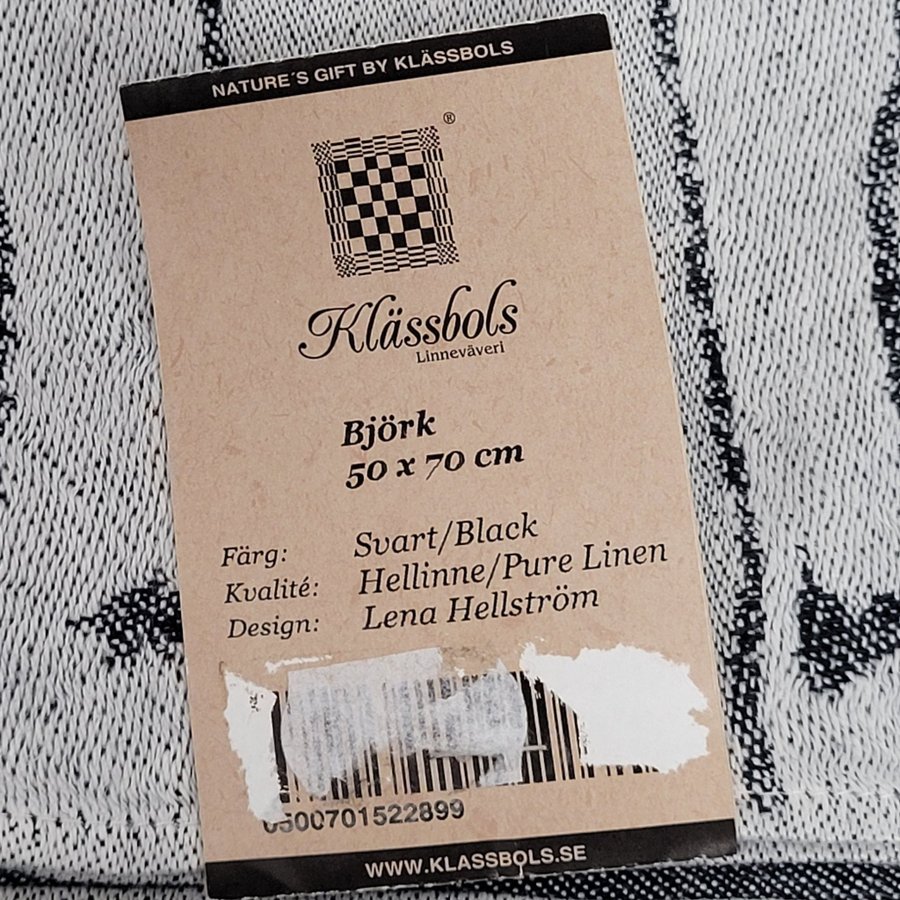 NATURE´S GIFT BY KLÄSSBOLS
®
Klässbols
Linneväveri
Björk
50 x 70 cm
Färg: Svart/Black
Kvalité: Hellinne/Pure Linen
Design: Lena Hellström
0500701522899
WWW.KLASSBOLS.SE